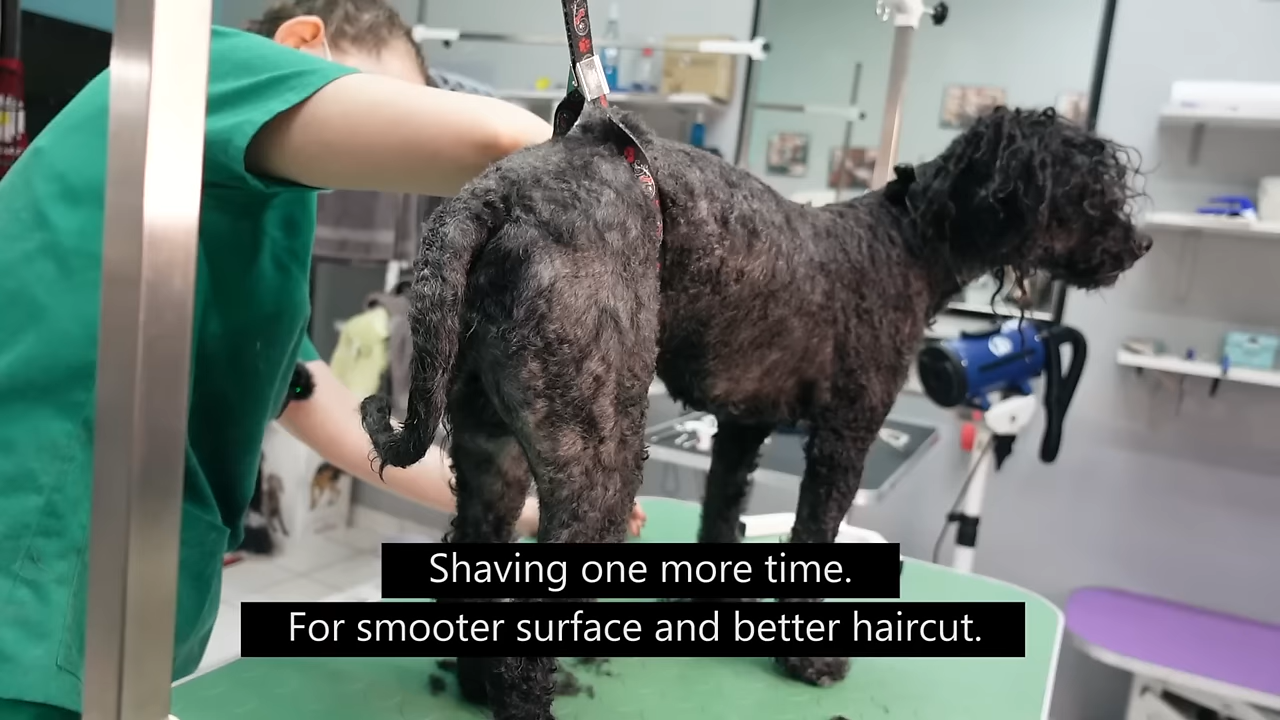 Shaving one more time.
For smooter surface and better haircut.